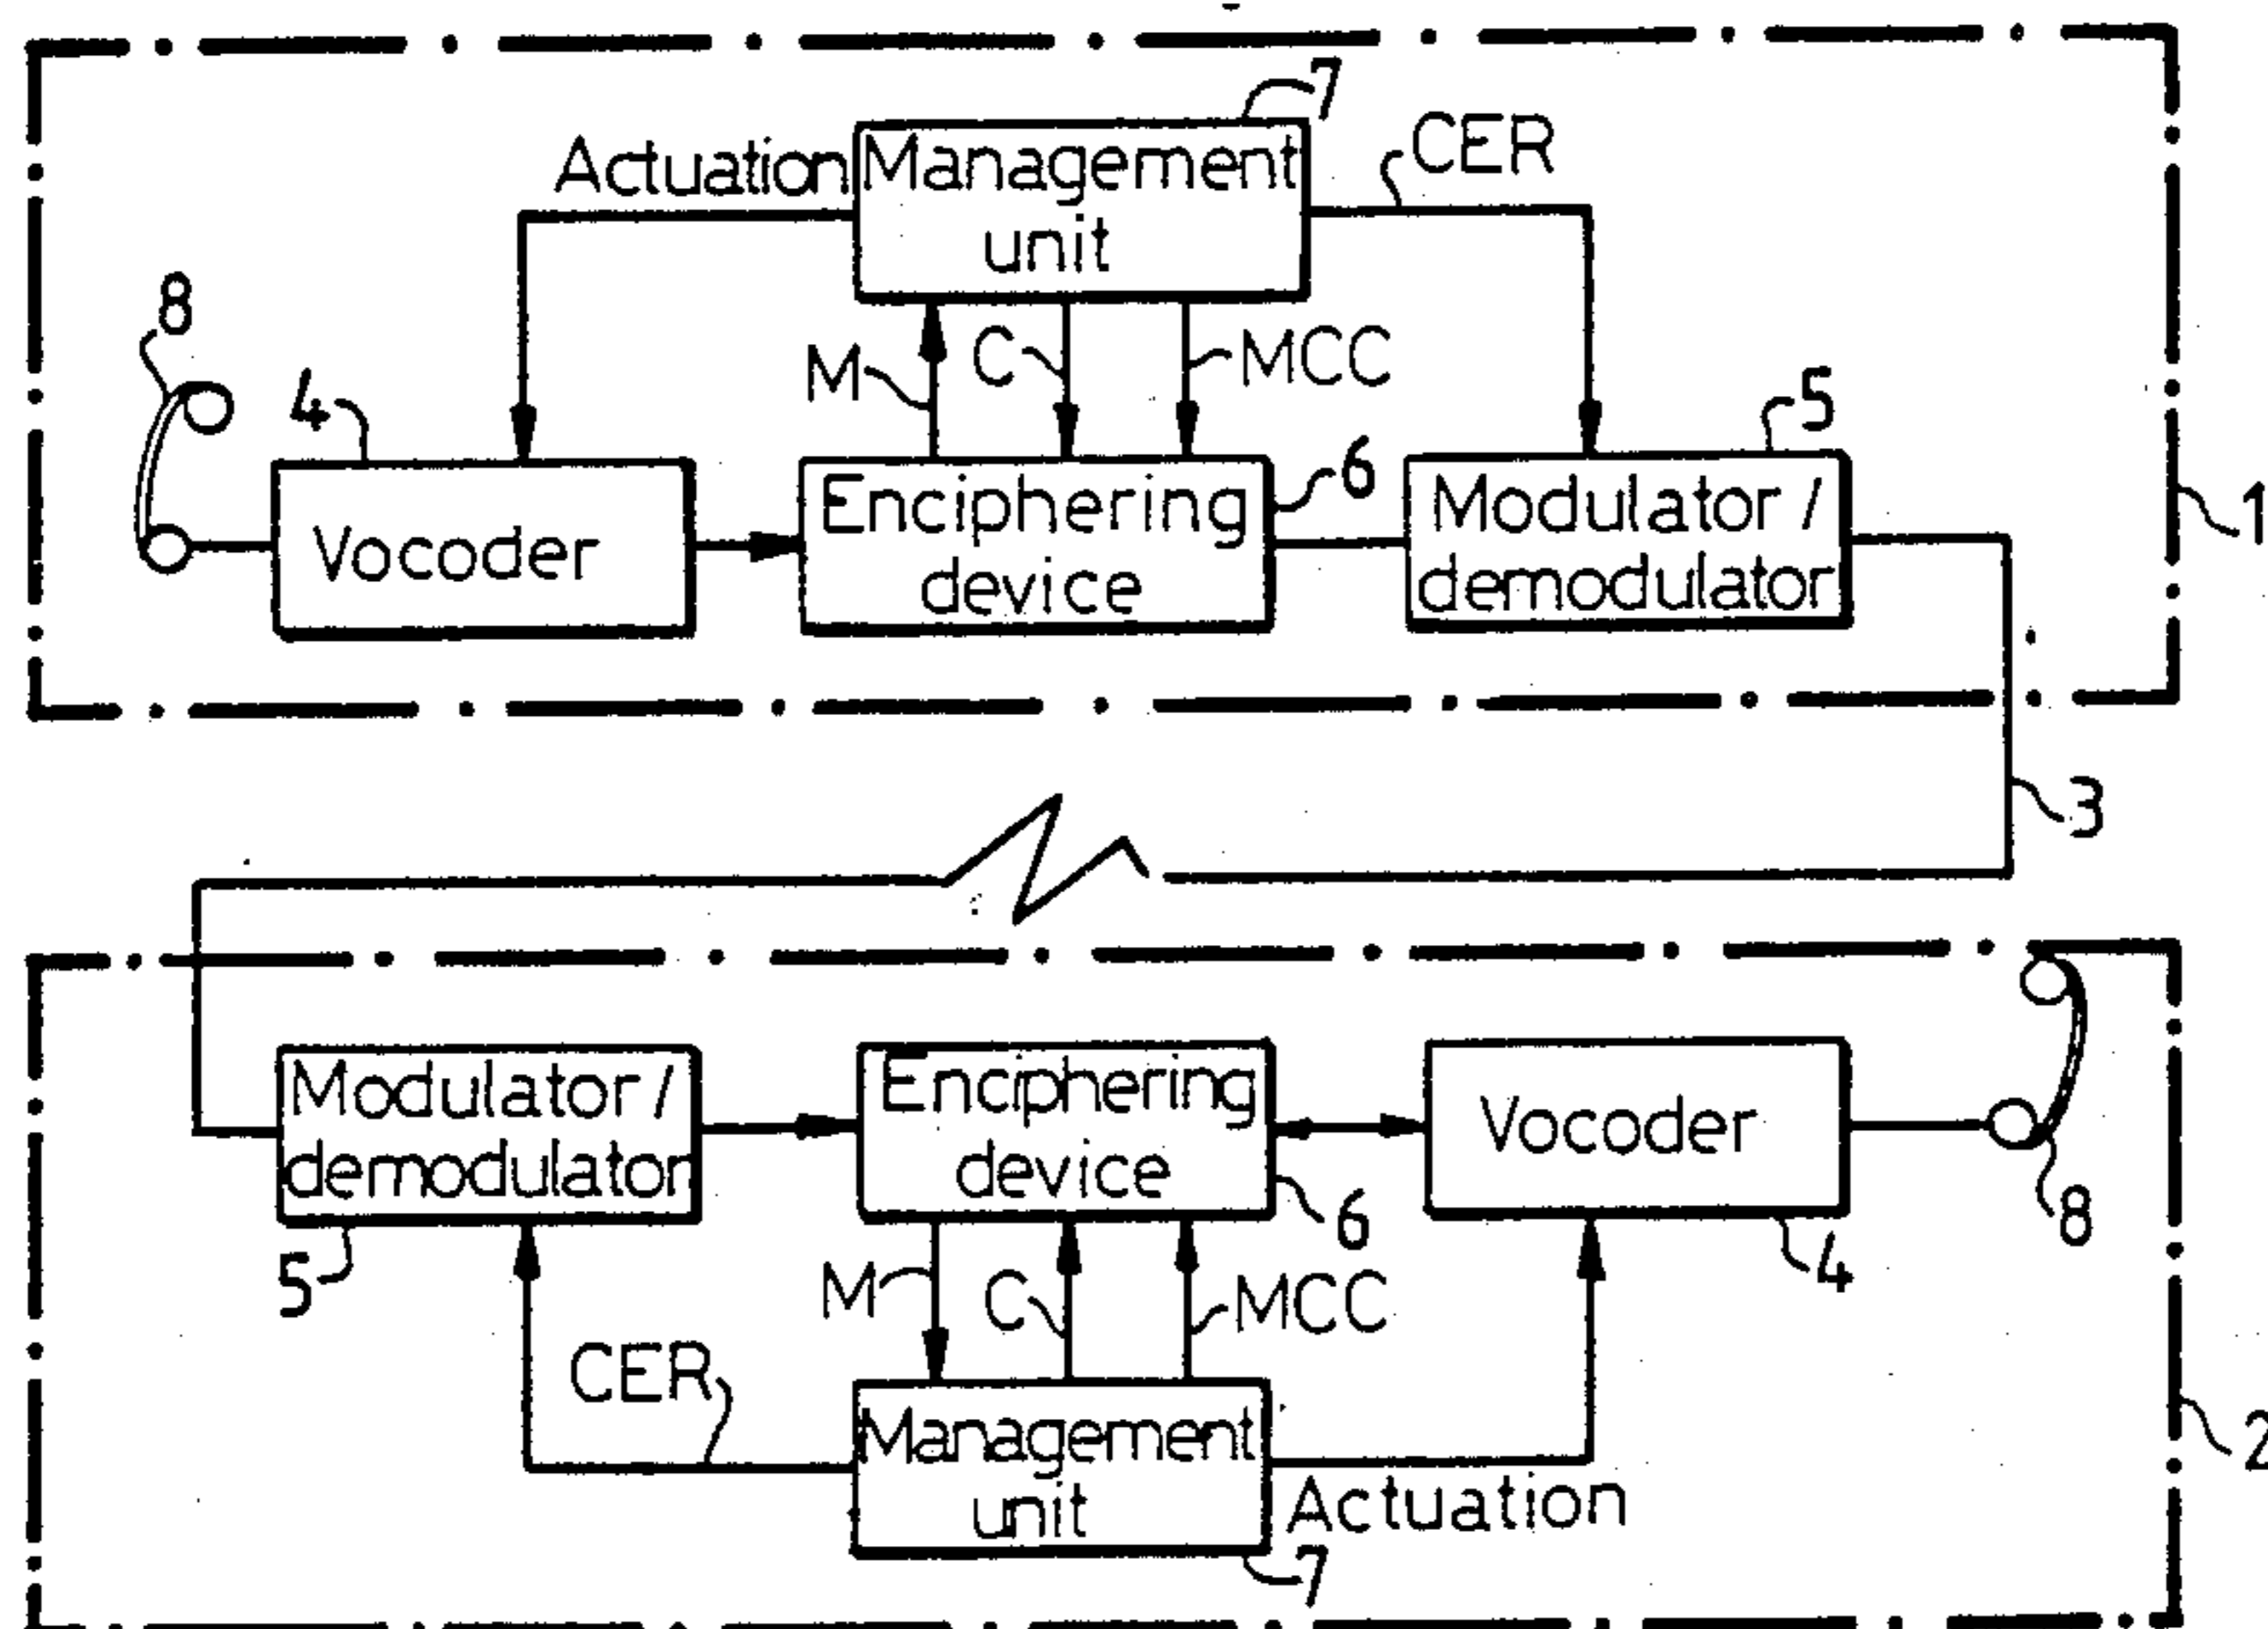 7
Actuation
Management
unit
CER
8
M
C
MCC
4
5
Vocoder
Enciphering
device
6
Modulator /
demodulator
1
3
Modulator /
demodulator
Enciphering
device
Vocoder
5
6
8
4
M
C
MCC
CER
Management
unit
Actuation
2
7